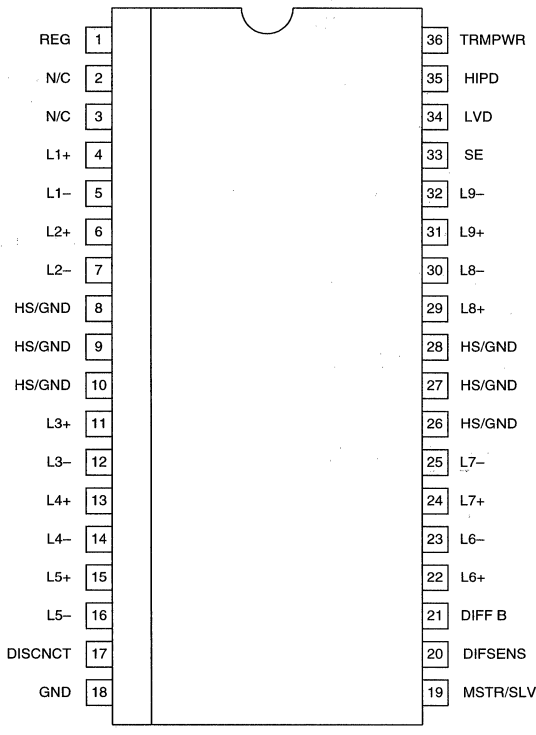 REG 1 36 TRMPWR
N/C 2 35 HIPD
N/C 3 34 LVD
L1+ 4 33 SE
L1– 5 32 L9–
L2+ 6 31 L9+
L2– 7 30 L8–
HS/GND 8 29 L8+
HS/GND 9 28 HS/GND
HS/GND 10 27 HS/GND
L3+ 11 26 HS/GND
L3– 12 25 L7–
L4+ 13 24 L7+
L4– 14 23 L6–
L5+ 15 22 L6+
L5– 16 21 DIFF B
DISCNCT 17 20 DIFSENS
GND 18 19 MSTR/SLV